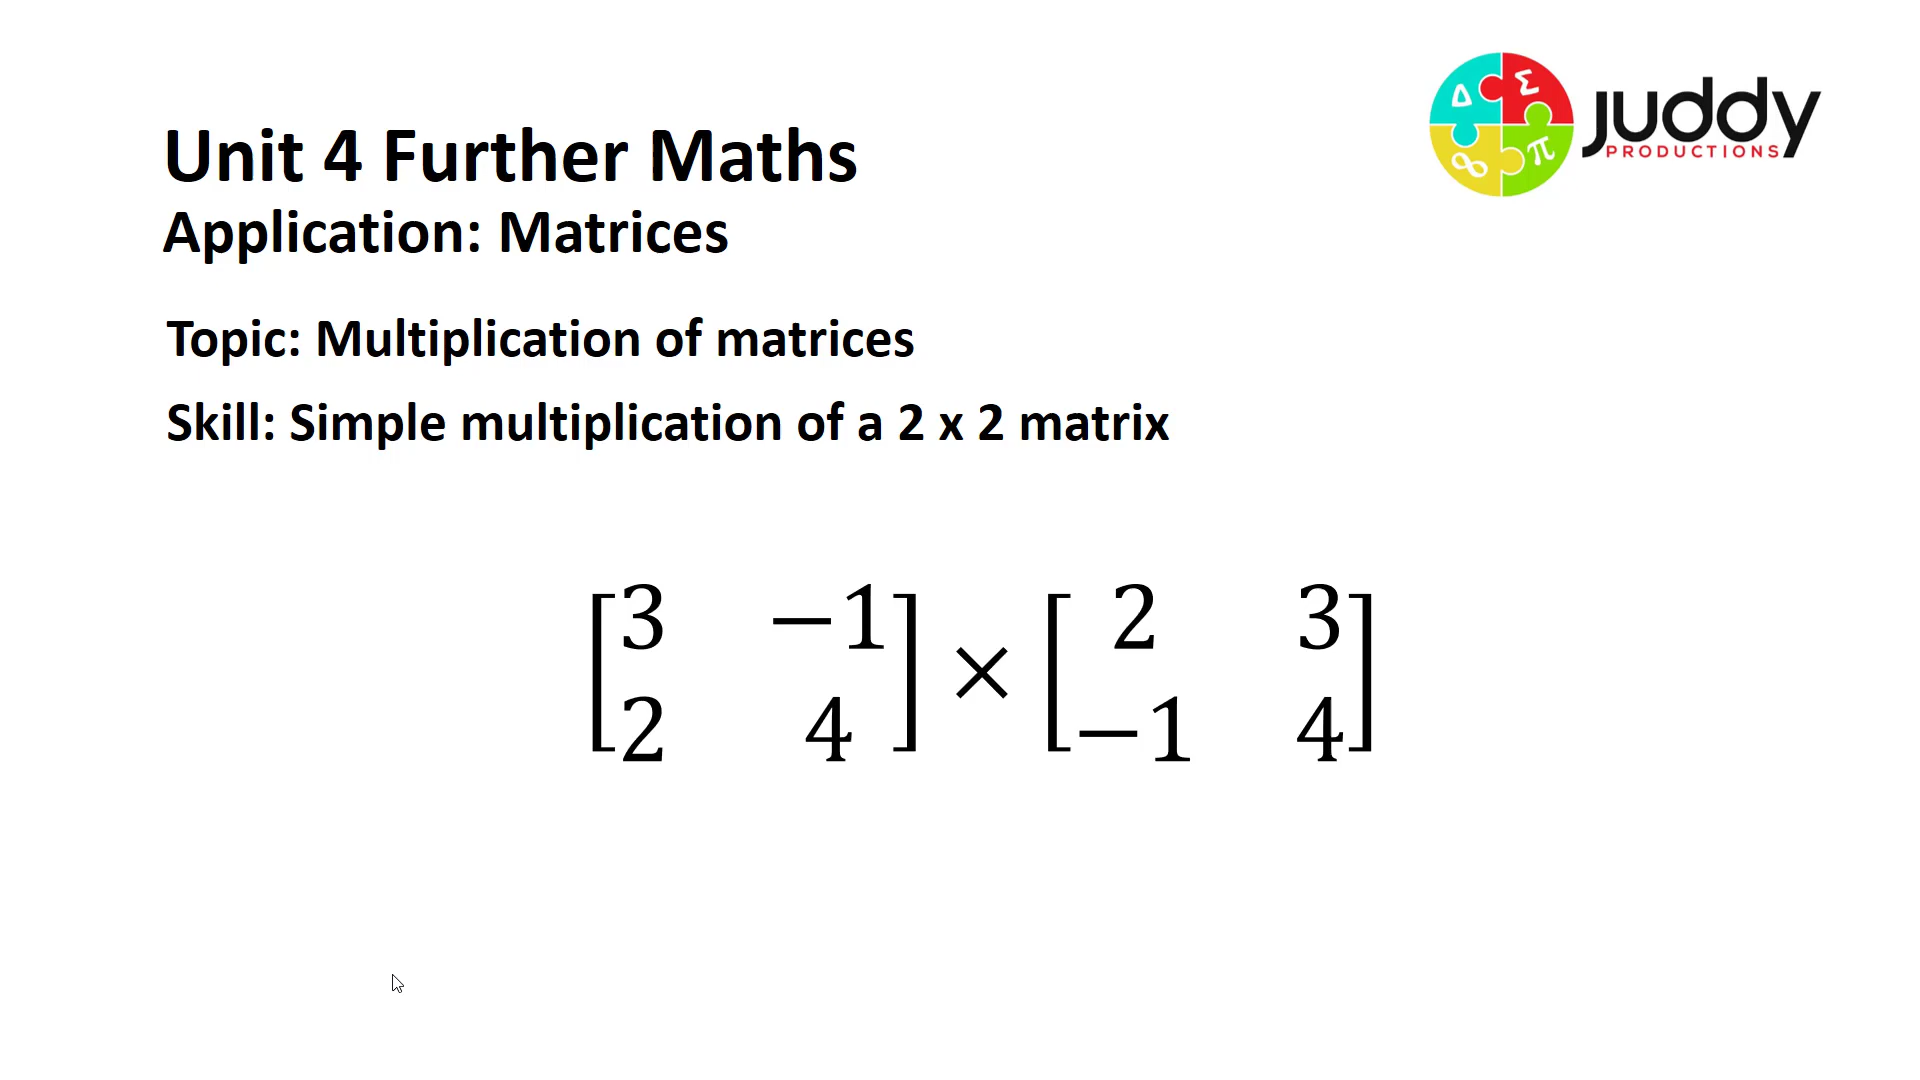 Δ Σ
∞ π
juddy
PRODUCTIONS
Unit 4 Further Maths
Application: Matrices
Topic: Multiplication of matrices
Skill: Simple multiplication of a 2 x 2 matrix
[3 −1] × [2 3]
[2 4] [−1 4]